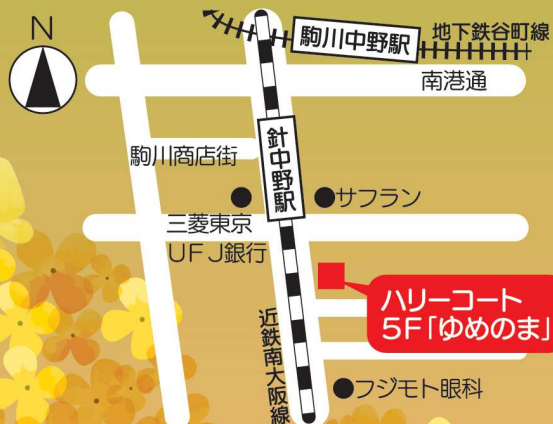 N
駒川中野駅
地下鉄谷町線
南港通
駒川商店街
針中野駅
サフラン
三菱東京
UFJ銀行
ハリーコート
5F「ゆめのま」
近鉄南大阪線
フジモト眼科